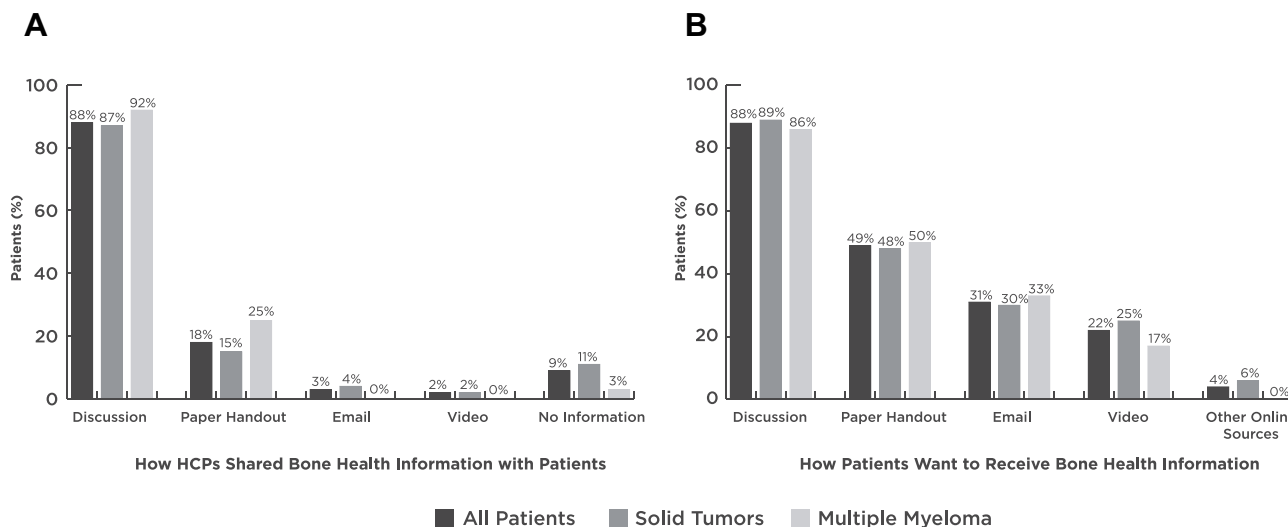 A
100
80
60
40
20
0
Patients (%)
88%
87%
92%
18%
15%
25%
3%
4%
0%
2%
2%
0%
9%
11%
3%
Discussion
Paper Handout
Email
Video
No Information
How HCPs Shared Bone Health Information with Patients
B
100
80
60
40
20
0
Patients (%)
88%
89%
86%
49%
48%
50%
31%
30%
33%
22%
25%
17%
4%
6%
0%
Discussion
Paper Handout
Email
Video
Other Onlin
Sources
How Patients Want to Receive Bone Health Information
All Patients
Solid Tumors
Multiple Myeloma